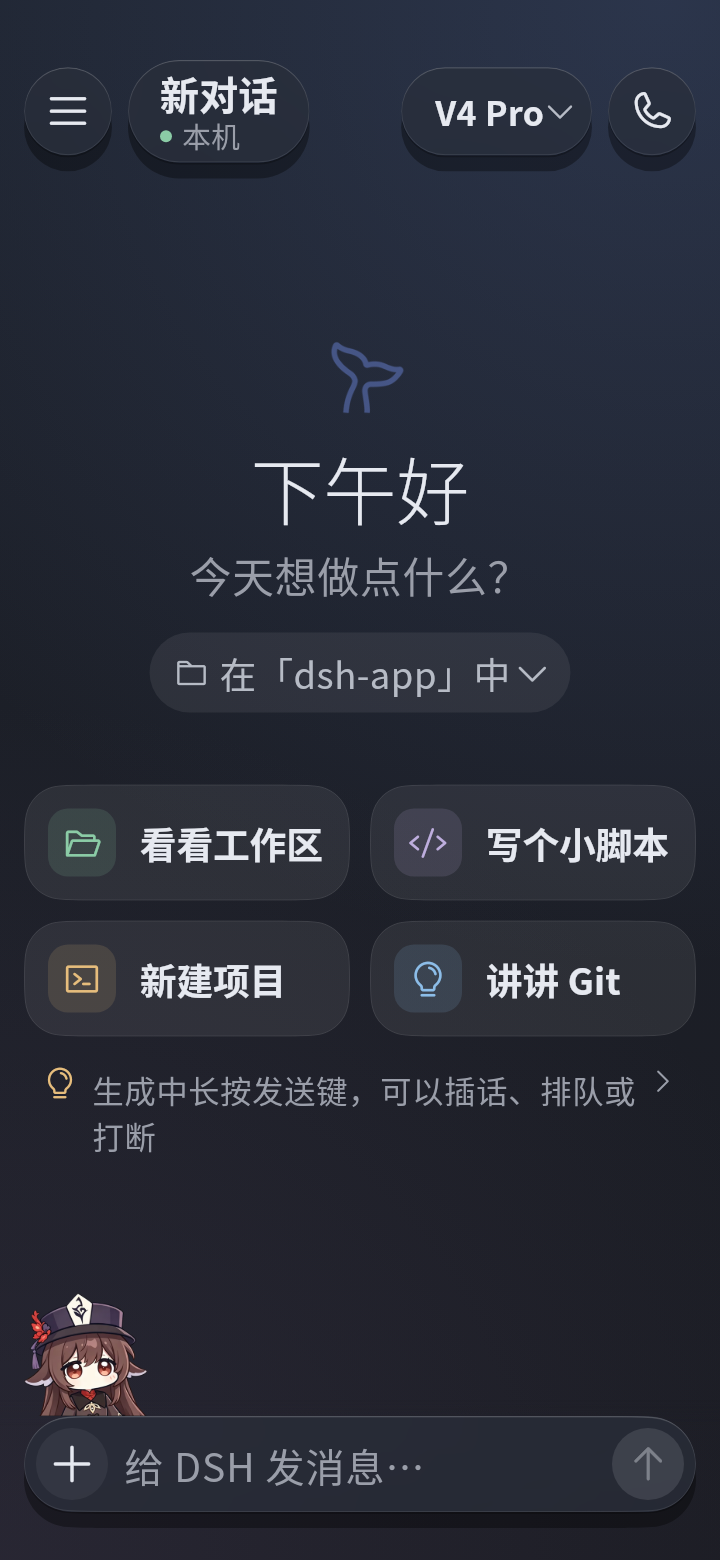 新对话
本机
V4 Pro
下午好
今天想做点什么？
在「dsh-app」中
看看工作区
写个小脚本
新建项目
讲讲 Git
生成中长按发送键，可以插话、排队或
打断
给 DSH 发消息…